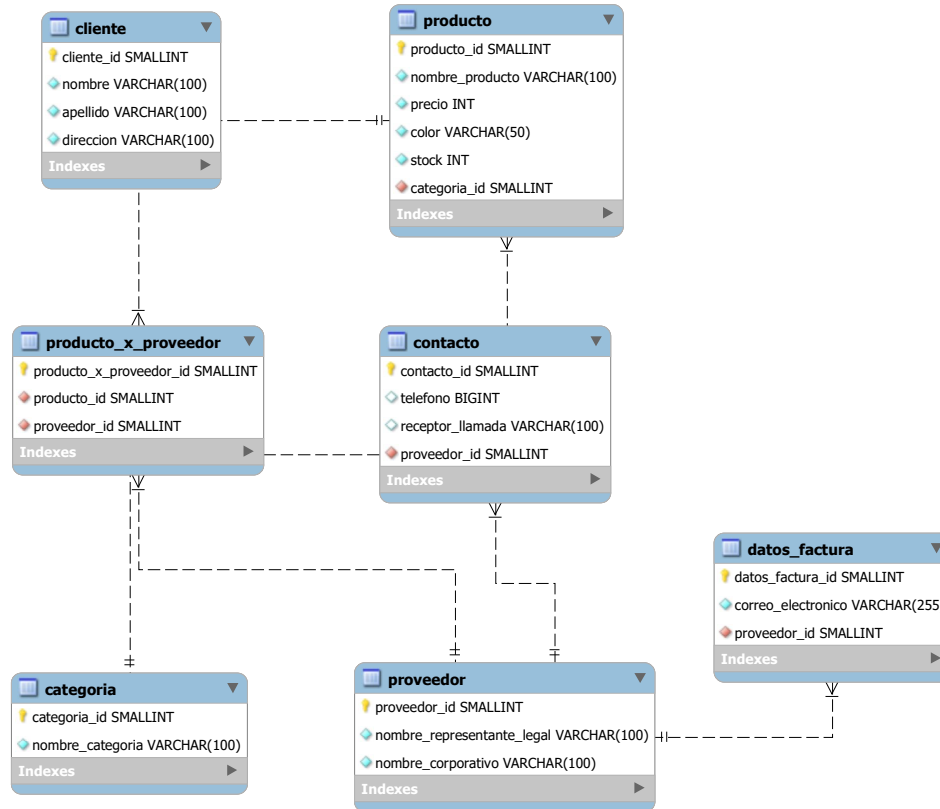 cliente
cliente_id SMALLINT
nombre VARCHAR(100)
apellido VARCHAR(100)
direccion VARCHAR(100)
Indexes
producto
producto_id SMALLINT
nombre_producto VARCHAR(100)
precio INT
color VARCHAR(50)
stock INT
categoria_id SMALLINT
Indexes
producto_x_proveedor
producto_x_proveedor_id SMALLINT
producto_id SMALLINT
proveedor_id SMALLINT
Indexes
contacto
contacto_id SMALLINT
telefono BIGINT
receptor_llamada VARCHAR(100)
proveedor_id SMALLINT
Indexes
datos_factura
datos_factura_id SMALLINT
correo_electronico VARCHAR(255
proveedor_id SMALLINT
Indexes
categoria
categoria_id SMALLINT
nombre_categoria VARCHAR(100)
Indexes
proveedor
proveedor_id SMALLINT
nombre_representante_legal VARCHAR(100)
nombre_corporativo VARCHAR(100)
Indexes